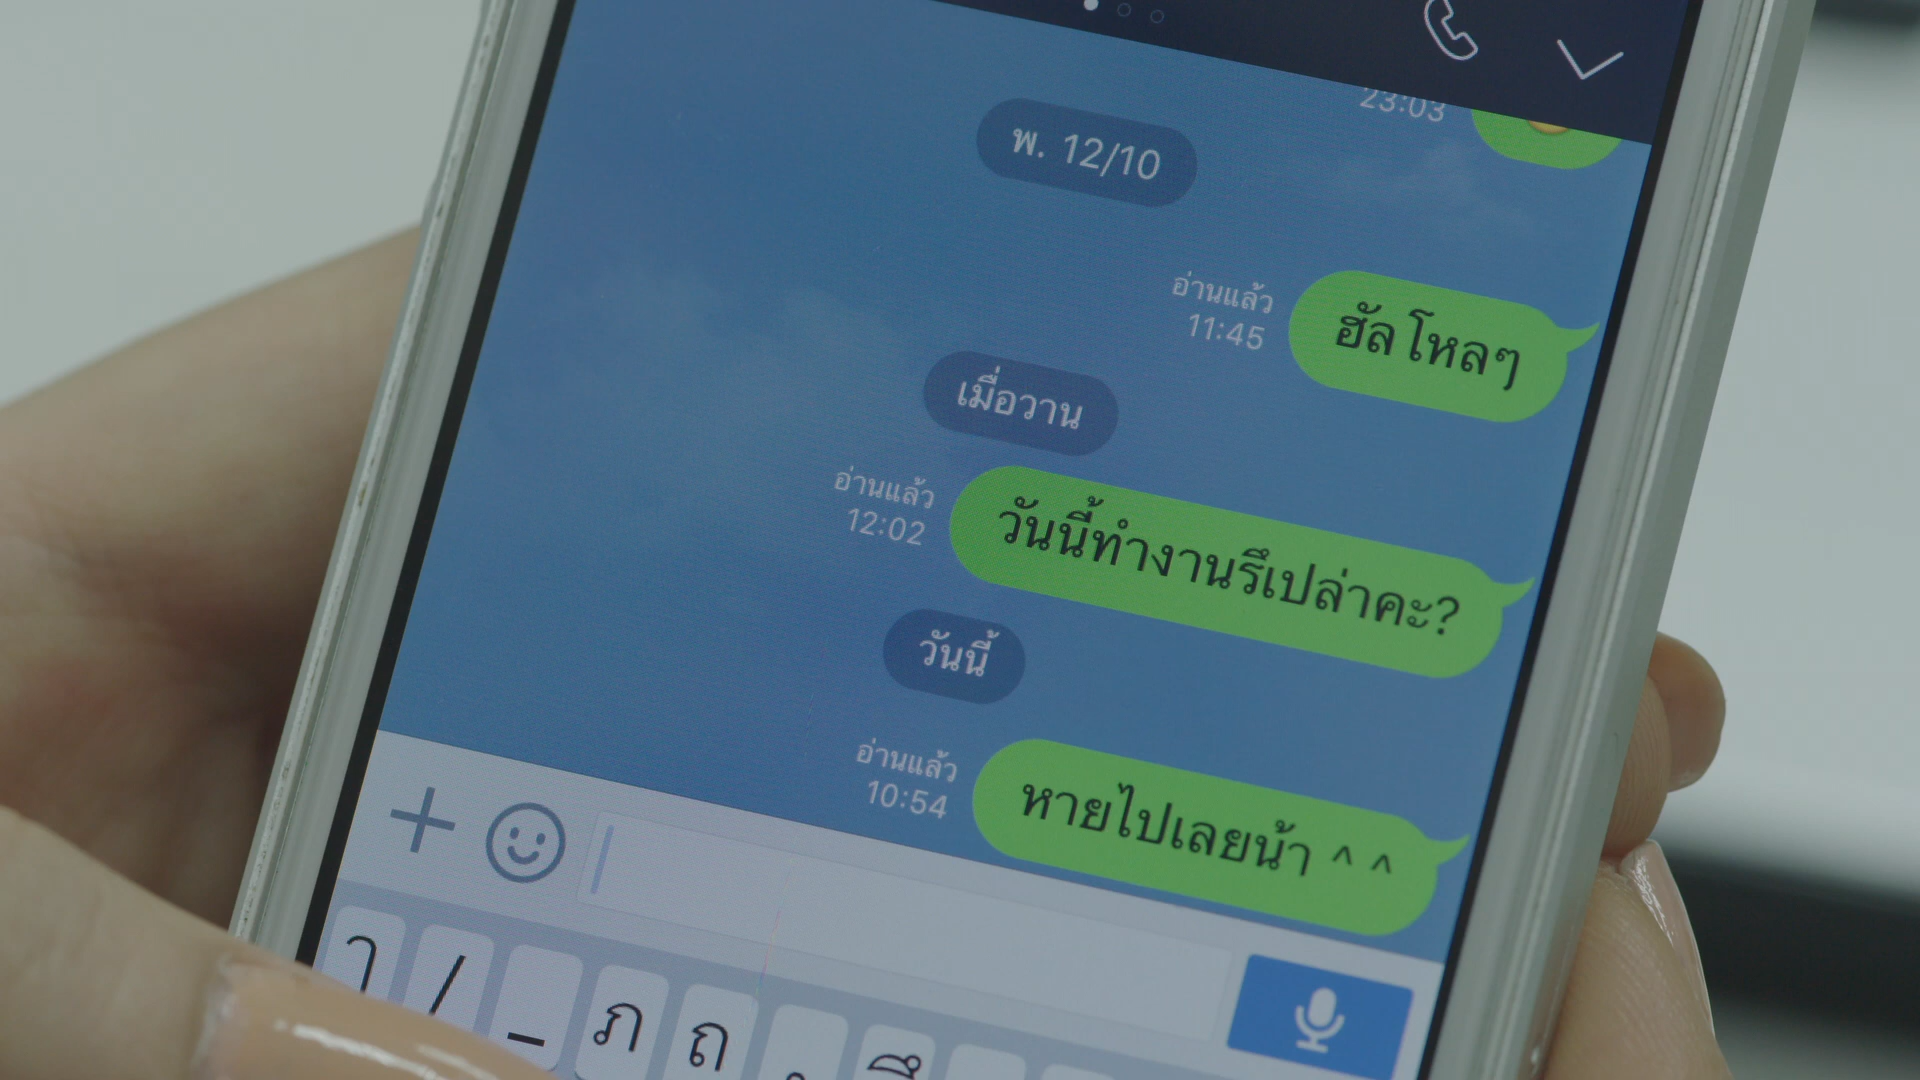 23:03
พ. 12/10
อ่านแล้ว
11:45
ฮัลโหลๆ
เมื่อวาน
อ่านแล้ว
12:02
วันนี้ทำงานรึเปล่าคะ?
วันนี้
อ่านแล้ว
10:54
หายไปเลยน้า ^ ^
ๅ / _ ภ ถ